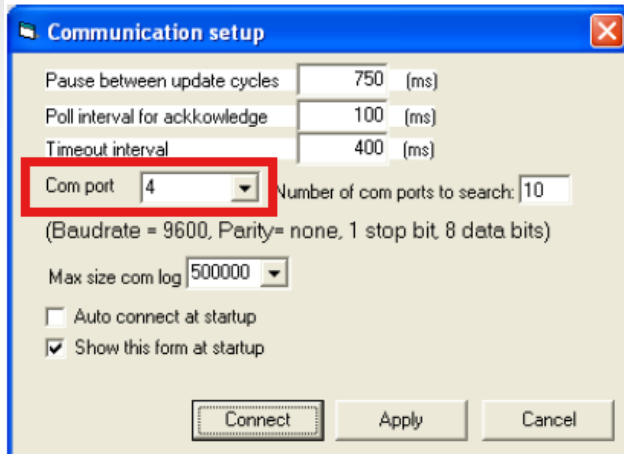 Communication setup
Pause between update cycles 750 (ms)
Poll interval for ackkowledge 100 (ms)
Timeout interval 400 (ms)
Com port 4 Number of com ports to search: 10
(Baudrate = 9600, Parity= none, 1 stop bit, 8 data bits)
Max size com log 500000
Auto connect at startup
Show this form at startup
Connect Apply Cancel